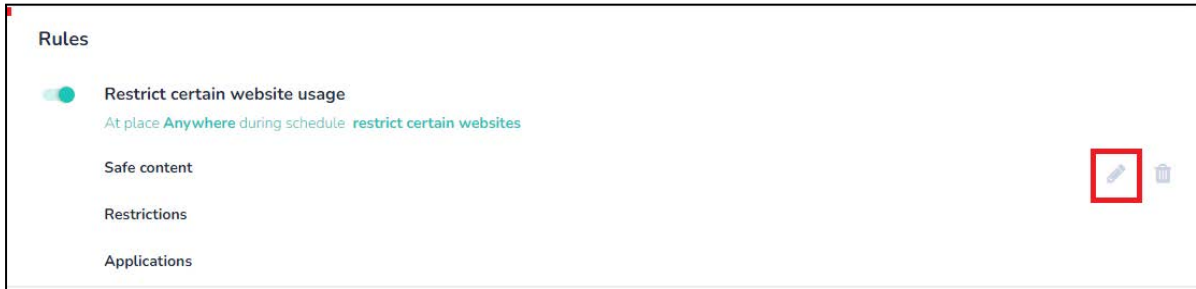 Rules
Restrict certain website usage
At place Anywhere during schedule restrict certain websites
Safe content
Restrictions
Applications